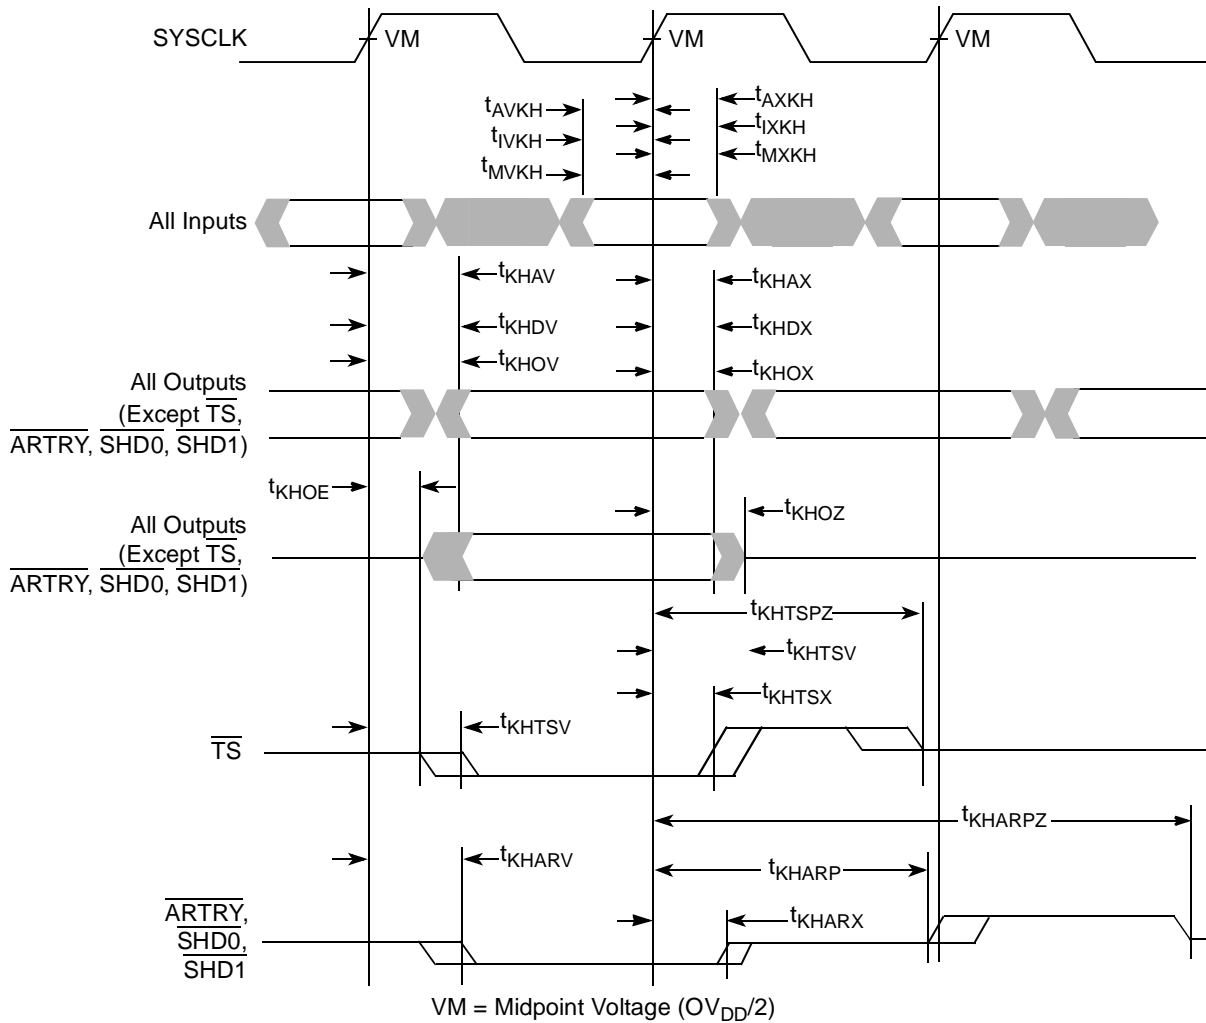 SYSCLK
VM
VM
VM
tAVKH
tIVKH
tMVKH
tAXKH
tIXKH
tMXKH
All Inputs
tKHAV
tKHDV
tKHOV
tKHAX
tKHDX
tKHOX
All Outputs
(Except TS,
ARTRY, SHD0, SHD1)
tKHOE
tKHOZ
All Outputs
(Except TS,
ARTRY, SHD0, SHD1)
tKHTSPZ
tKHTSV
tKHTSX
tKHTSV
TS
tKHARPZ
tKHARV
tKHARP
tKHARX
ARTRY,
SHD0,
SHD1
VM = Midpoint Voltage (OVDD/2)